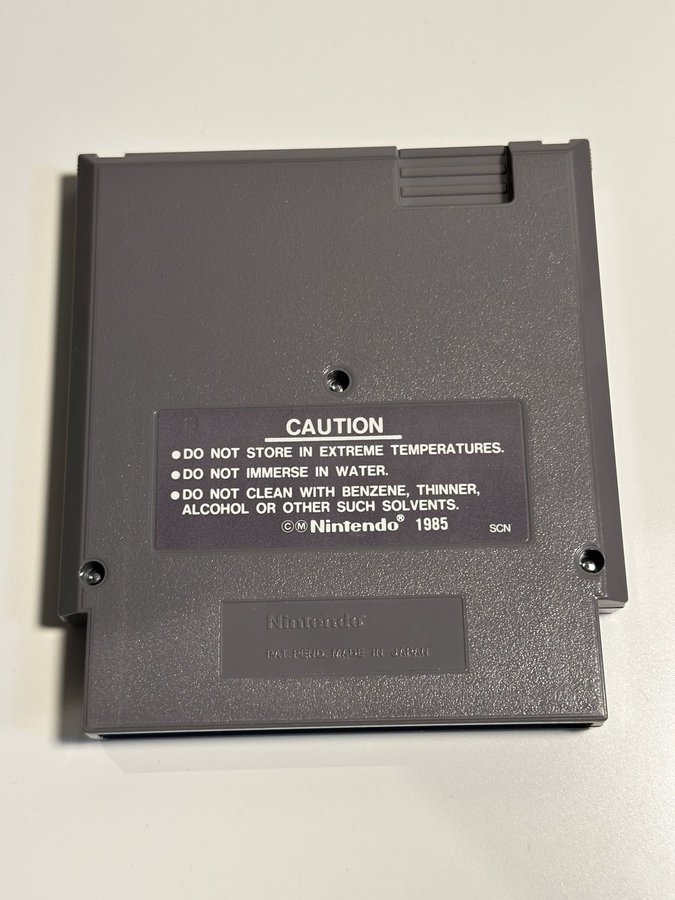 CAUTION
●DO NOT STORE IN EXTREME TEMPERATURES.
●DO NOT IMMERSE IN WATER.
●DO NOT CLEAN WITH BENZENE, THINNER,
ALCOHOL OR OTHER SUCH SOLVENTS.
©Ⓜ Nintendo® 1985 SCN
Nintendo®
PAT. PEND. MADE IN JAPAN